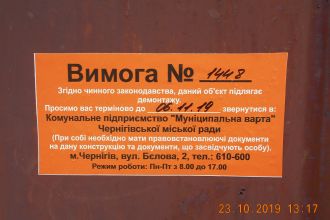 Вимога № 1448
Згідно чинного законодавства, даний об'єкт підлягає
демонтажу.
Просимо вас терміново до 06.11.19 звернутися в:
Комунальне підприємство "Муніципальна варта"
Чернігівської міської ради
(При собі необхідно мати правовстановлюючі документи
на дану конструкцію та документи, що засвідчують особу).
м.Чернігів, вул. Бєлова, 2, тел.: 610-600
Режим роботи: Пн-Пт з 8.00 до 17.00
23.10.2019 13:17